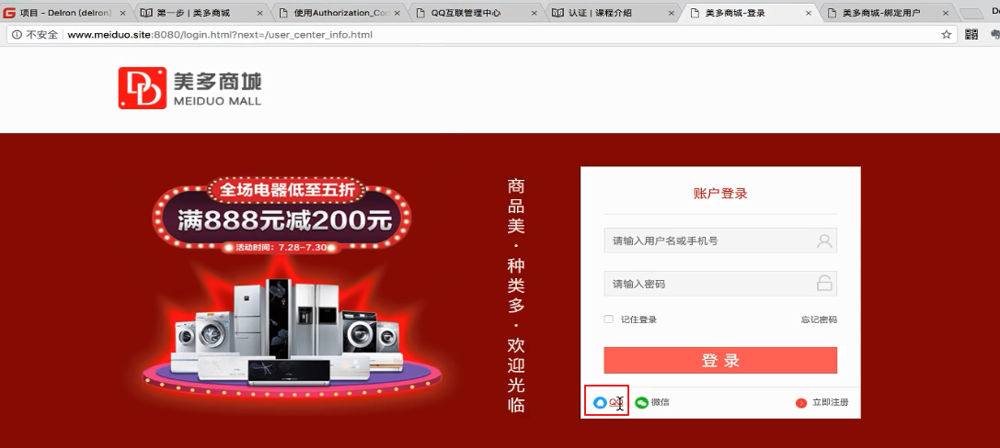 项目 - Delron (delron)
第一步 | 美多商城
使用Authorization_Co
QQ互联管理中心
认证 | 课程介绍
美多商城-登录
美多商城-绑定用户
不安全
www.meiduo.site:8080/login.html?next=/user_center_info.html
美多商城
MEIDUO MALL
全场电器低至五折
满888元减200元
活动时间：7.28-7.30
商品美·种类多·欢迎光临
账户登录
请输入用户名或手机号
请输入密码
记住登录 忘记密码
登录
QQ 微信 立即注册